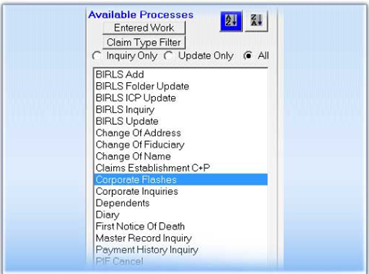 Available Processes
Entered Work
Claim Type Filter
Inquiry Only Update Only All
BIRLS Add
BIRLS Folder Update
BIRLS ICP Update
BIRLS Inquiry
BIRLS Update
Change Of Address
Change Of Fiduciary
Change Of Name
Claims Establishment C+P
Corporate Flashes
Corporate Inquiries
Dependents
Diary
First Notice Of Death
Master Record Inquiry
Payment History Inquiry
PIF Cancel